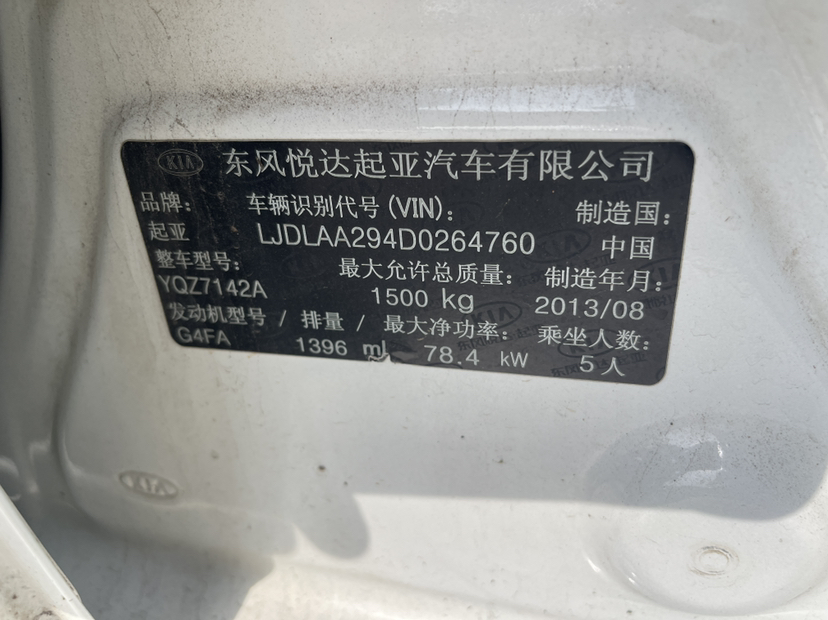 KIA 东风悦达起亚汽车有限公司
品牌: 车辆识别代号(VIN): 制造国:
起亚 LJDLAA294D0264760 中国
整车型号: 最大允许总质量: 制造年月:
YQZ7142A 1500 kg 2013/08
发动机型号 / 排量 / 最大净功率: 乘坐人数:
G4FA 1396 ml 78.4 kW 5人
KIA